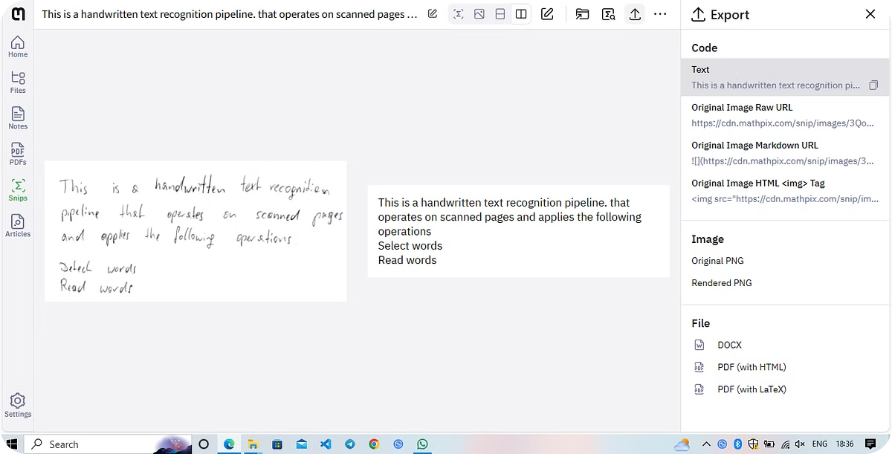 This is a handwritten text recognition pipeline. that operates on scanned pages ...
Export
Home
Files
Notes
PDF
PDFs
Snips
Articles
Settings
This is a handwritten text recognition
pipeline that operates on scanned pages
and applies the following operations
Detect words
Read words
This is a handwritten text recognition pipeline. that
operates on scanned pages and applies the following
operations
Select words
Read words
Code
Text
This is a handwritten text recognition pi...
Original Image Raw URL
https://cdn.mathpix.com/snip/images/3Qo...
Original Image Markdown URL
![](https://cdn.mathpix.com/snip/images/3...
Original Image HTML <img> Tag
<img src="https://cdn.mathpix.com/snip/im...
Image
Original PNG
Rendered PNG
File
DOCX
PDF (with HTML)
PDF (with LaTeX)
Search
ENG
18:36